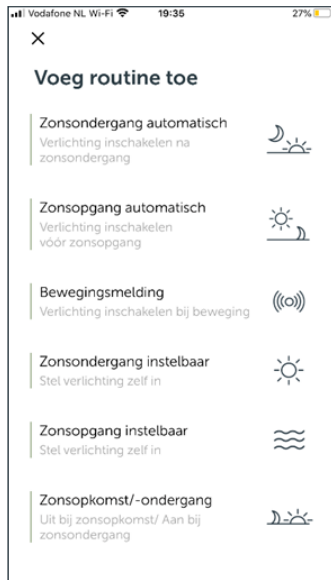 Vodafone NL Wi-Fi 19:35 27%
Voeg routine toe
Zonsondergang automatisch
Verlichting inschakelen na
zonsondergang
Zonsopgang automatisch
Verlichting inschakelen
vóór zonsopgang
Bewegingsmelding
Verlichting inschakelen bij beweging
Zonsondergang instelbaar
Stel verlichting zelf in
Zonsopgang instelbaar
Stel verlichting zelf in
Zonsopkomst/-ondergang
Uit bij zonsopkomst/ Aan bij
zonsondergang